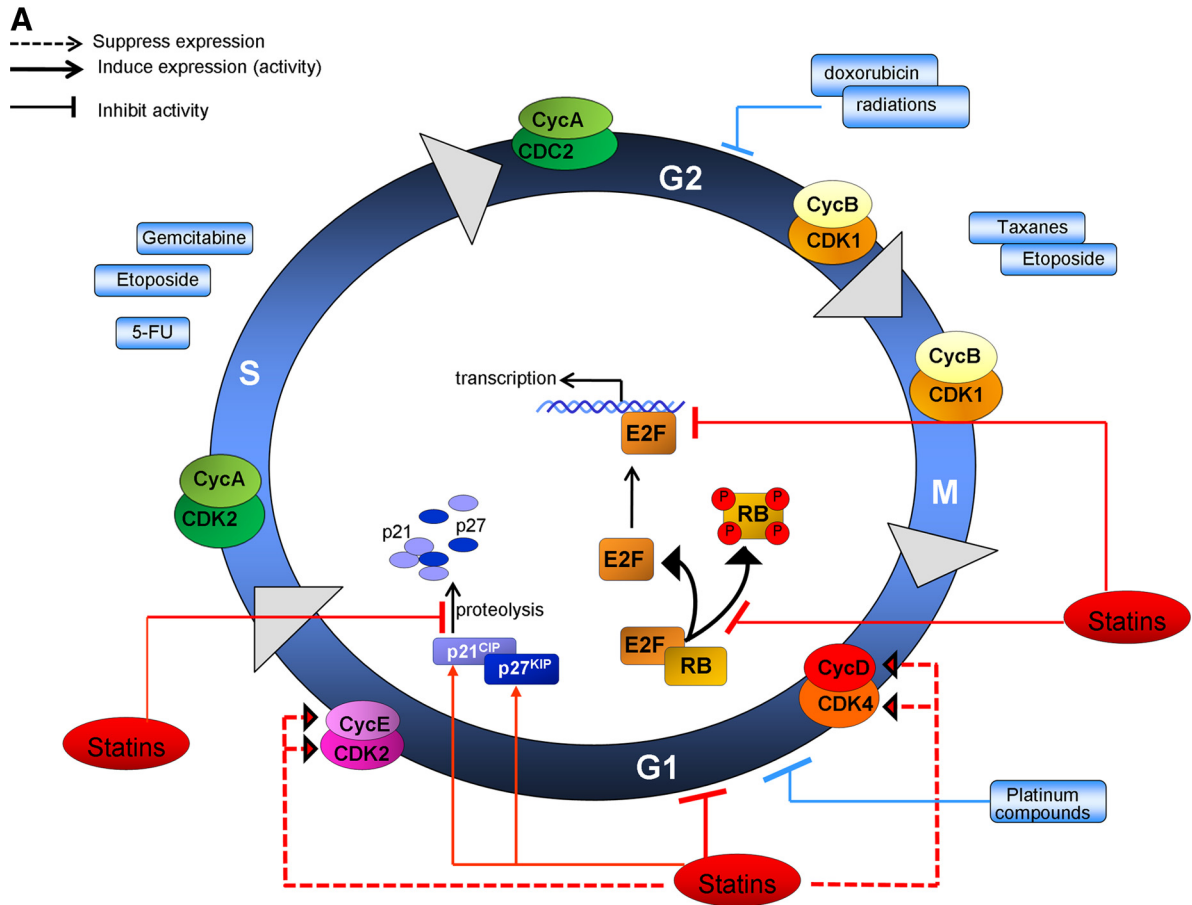 A
Suppress expression
Induce expression (activity)
Inhibit activity
doxorubicin
radiations
CycA
CDC2
G2
CycB
CDK1
Taxanes
Etoposide
Gemcitabine
Etoposide
5-FU
S
CycB
CDK1
transcription
E2F
M
CycA
CDK2
p21
p27
P
P
RB
P
P
E2F
proteolysis
p21CIP
p27KIP
E2F
RB
Statins
CycD
CDK4
Statins
CycE
CDK2
G1
Platinum
compounds
Statins